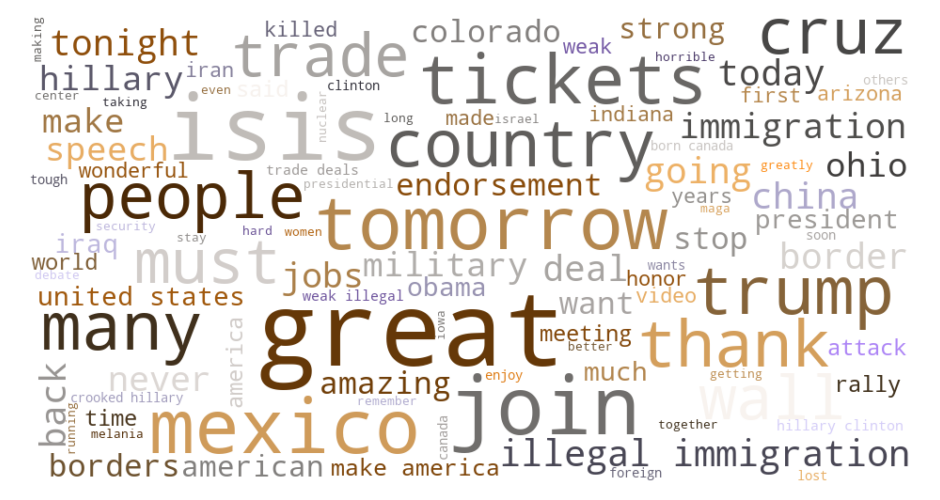 making
tonight
killed
trade
colorado
weak
strong
cruz
horrible
hillary
iran
even
said
clinton
tickets
today
others
center
taking
nuclear
first
arizona
make
isis
long
made
israel
indiana
immigration
speech
wonderful
country
born canada
going
greatly
ohio
tough
people
trade deals
presidential
endorsement
years
maga
china
security
stay
hard
women
tomorrow
stop
president
soon
iraq
must
military
deal
wants
border
world
debate
jobs
obama
honor
video
trump
united states
weak illegal
want
many
america
great
iowa
meeting
better
thank
attack
back
never
amazing
enjoy
much
getting
wall
rally
crooked hillary
remember
running
time
melania
mexico
canada
join
together
hillary clinton
borders
american
make america
illegal immigration
foreign
lost